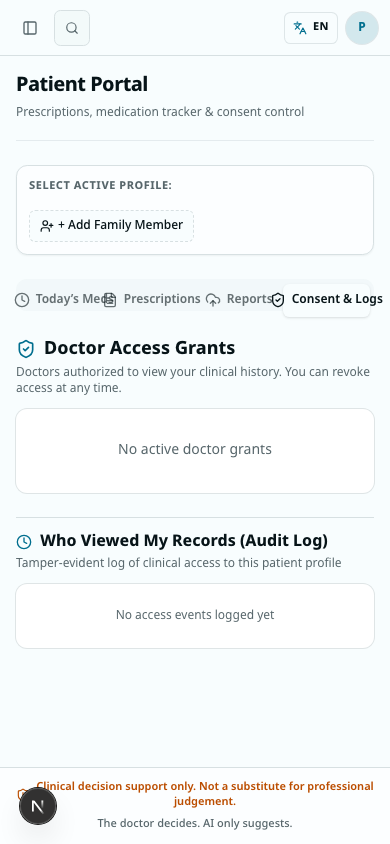 EN
P
Patient Portal
Prescriptions, medication tracker & consent control
SELECT ACTIVE PROFILE:
+ Add Family Member
Today's Meds Prescriptions Reports Consent & Logs
Doctor Access Grants
Doctors authorized to view your clinical history. You can revoke
access at any time.
No active doctor grants
Who Viewed My Records (Audit Log)
Tamper-evident log of clinical access to this patient profile
No access events logged yet
Clinical decision support only. Not a substitute for professional
judgement.
N
The doctor decides. AI only suggests.